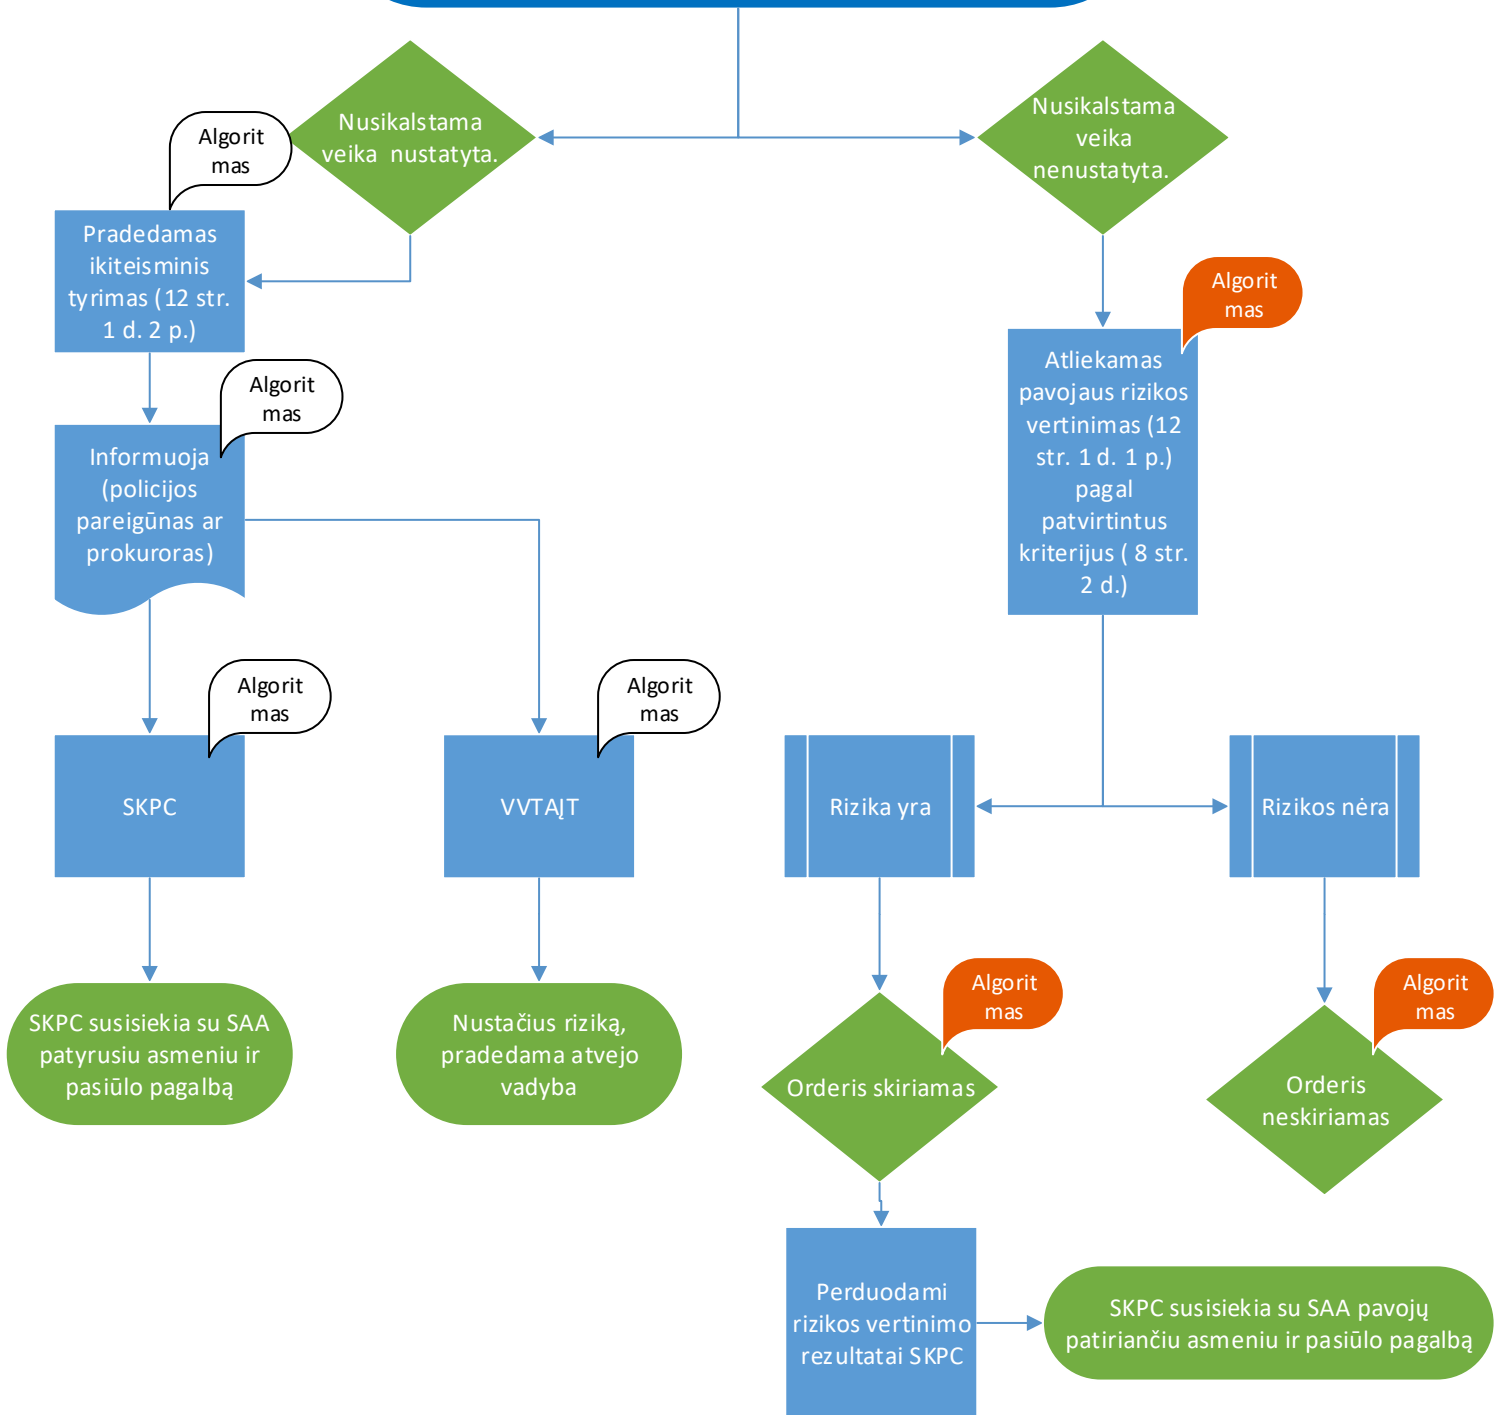 Nusikalstama
veika nustatyta.
Algorit
mas
Pradedamas
ikiteisminis
tyrimas (12 str.
1 d. 2 p.)
Algorit
mas
Informuoja
(policijos
pareigūnas ar
prokuroras)
Algorit
mas
SKPC
Algorit
mas
VVTAĮT
SKPC susisiekia su SAA
patyrusiu asmeniu ir
pasiūlo pagalbą
Nustačius riziką,
pradedama atvejo
vadyba
Nusikalstama
veika
nenustatyta.
Algorit
mas
Atliekamas
pavojaus rizikos
vertinimas (12
str. 1 d. 1 p.)
pagal
patvirtintus
kriterijus ( 8 str.
2 d.)
Rizika yra
Rizikos nėra
Algorit
mas
Orderis skiriamas
Algorit
mas
Orderis
neskiriamas
Perduodami
rizikos vertinimo
rezultatai SKPC
SKPC susisiekia su SAA pavojų
patiriančiu asmeniu ir pasiūlo pagalbą